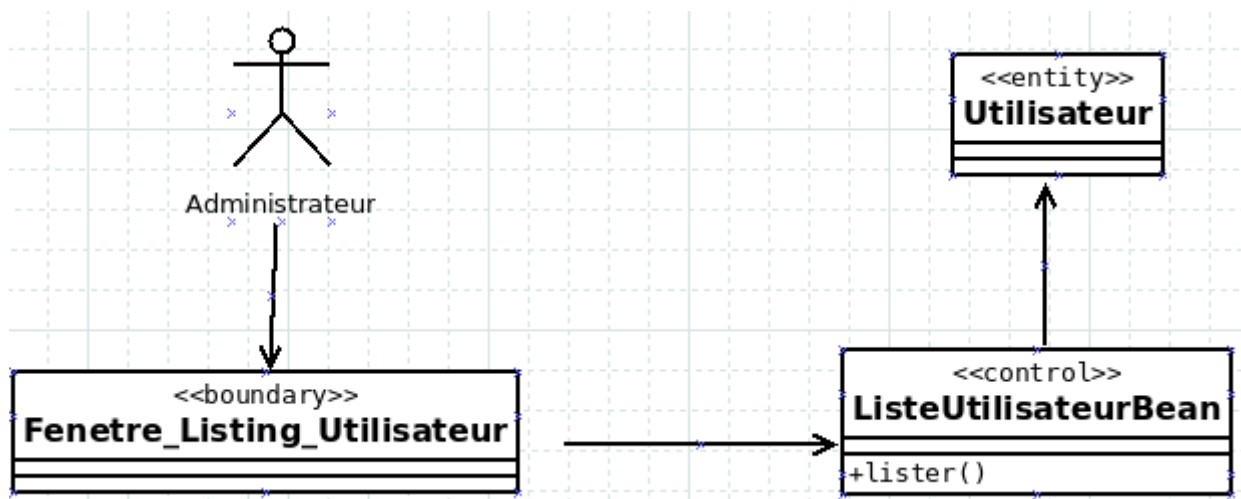 <<entity>>
Utilisateur
Administrateur
<<boundary>>
Fenetre_Listing_Utilisateur
<<control>>
ListeUtilisateurBean
+lister()